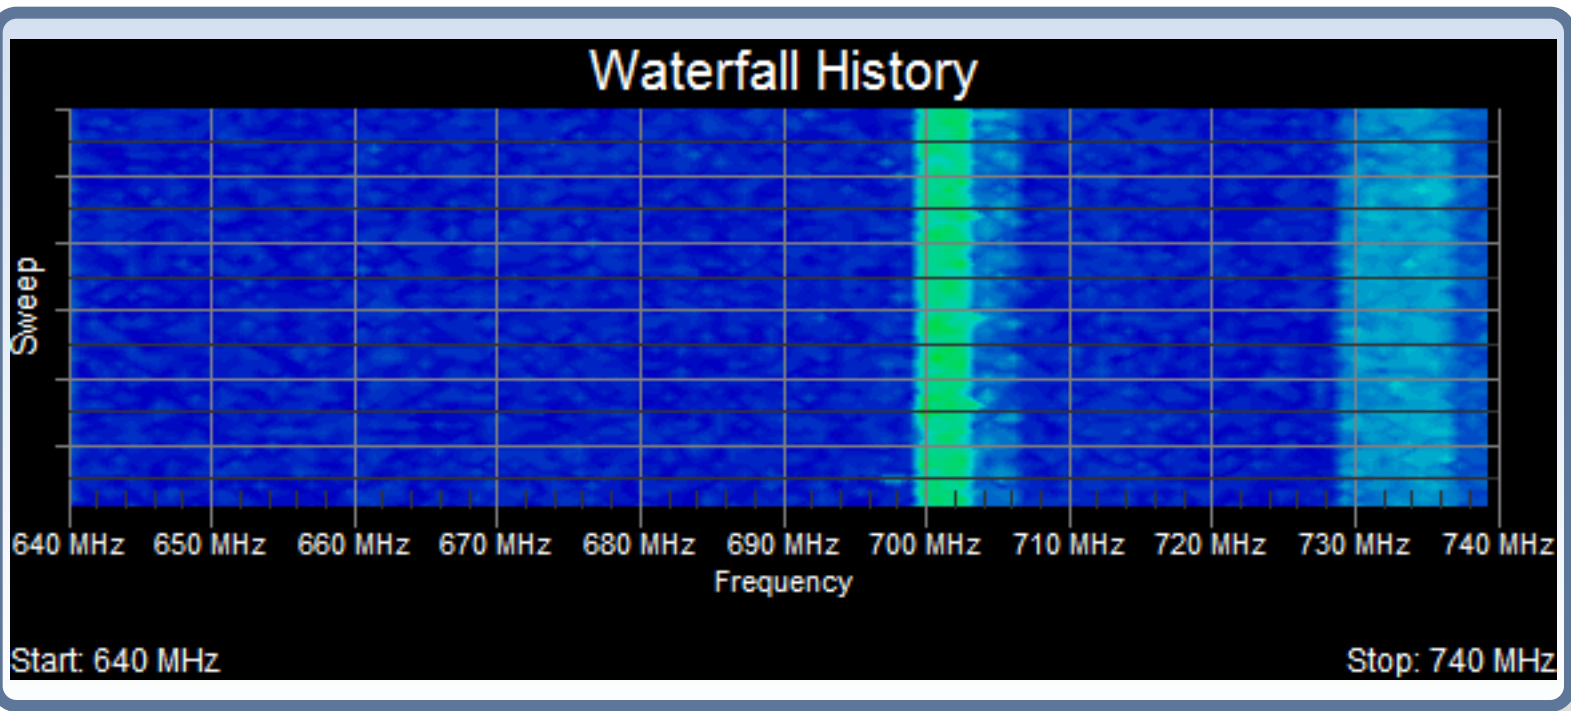 Waterfall History
Sweep
640 MHz 650 MHz 660 MHz 670 MHz 680 MHz 690 MHz 700 MHz 710 MHz 720 MHz 730 MHz 740 MHz
Frequency
Start: 640 MHz Stop: 740 MHz